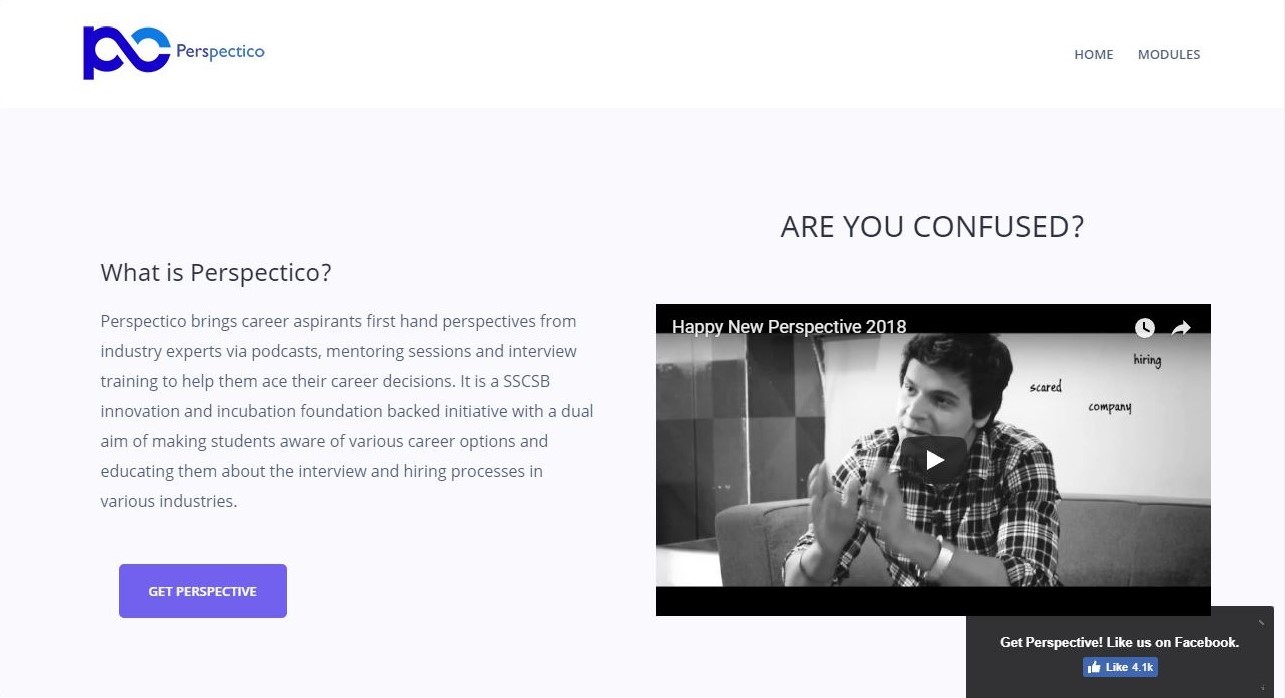 Perspectico
HOME MODULES
What is Perspectico?
Perspectico brings career aspirants first hand perspectives from
industry experts via podcasts, mentoring sessions and interview
training to help them ace their career decisions. It is a SSCSB
innovation and incubation foundation backed initiative with a dual
aim of making students aware of various career options and
educating them about the interview and hiring processes in
various industries.
GET PERSPECTIVE
ARE YOU CONFUSED?
Happy New Perspective 2018
hiring
scared
company
Get Perspective! Like us on Facebook.
Like 4.1k